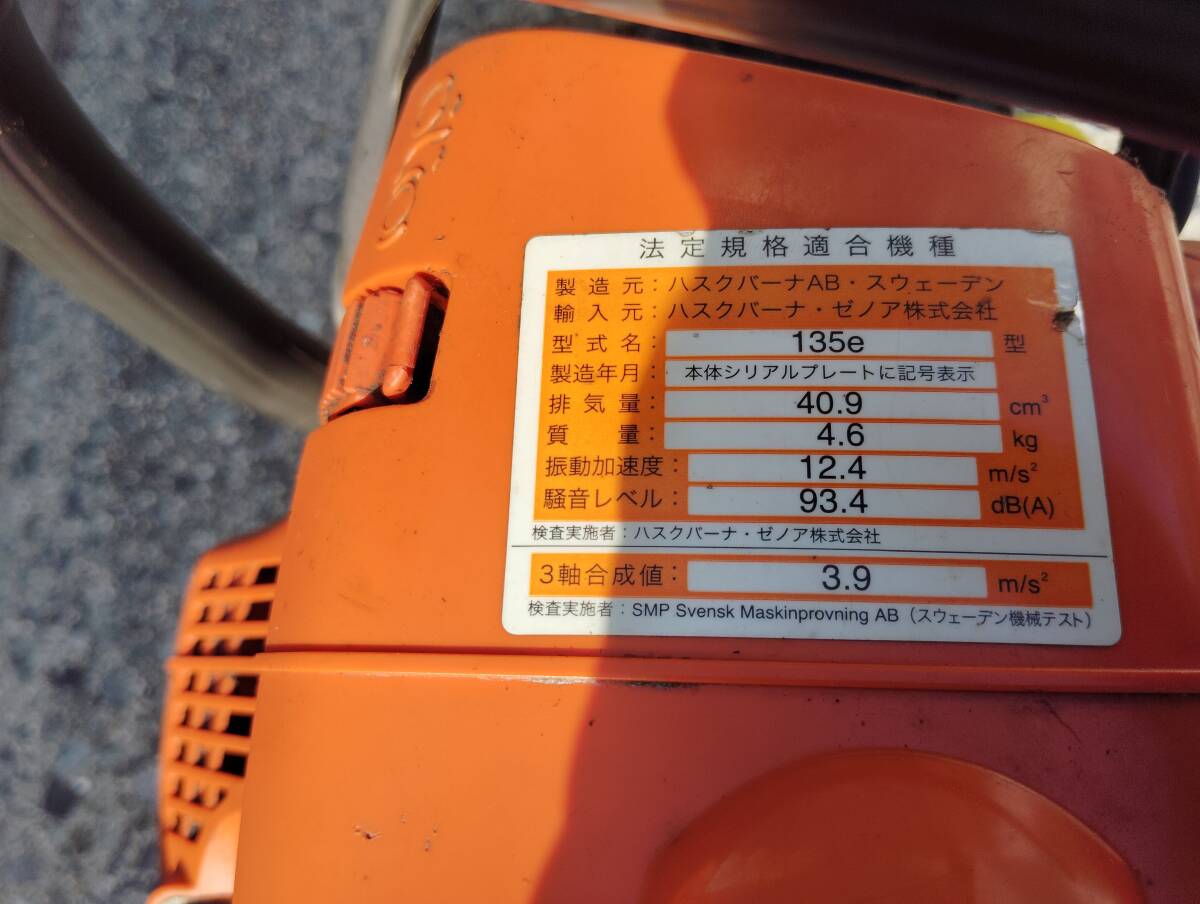 法定規格適合機種
製造元：ハスクバーナAB・スウェーデン
輸入元：ハスクバーナ・ゼノア株式会社
型式名： 135e 型
製造年月： 本体シリアルプレートに記号表示
排気量： 40.9 cm³
質量： 4.6 kg
振動加速度： 12.4 m/s²
騒音レベル： 93.4 dB(A)
検査実施者：ハスクバーナ・ゼノア株式会社
3軸合成値： 3.9 m/s²
検査実施者：SMP Svensk Maskinprovning AB（スウェーデン機械テスト）